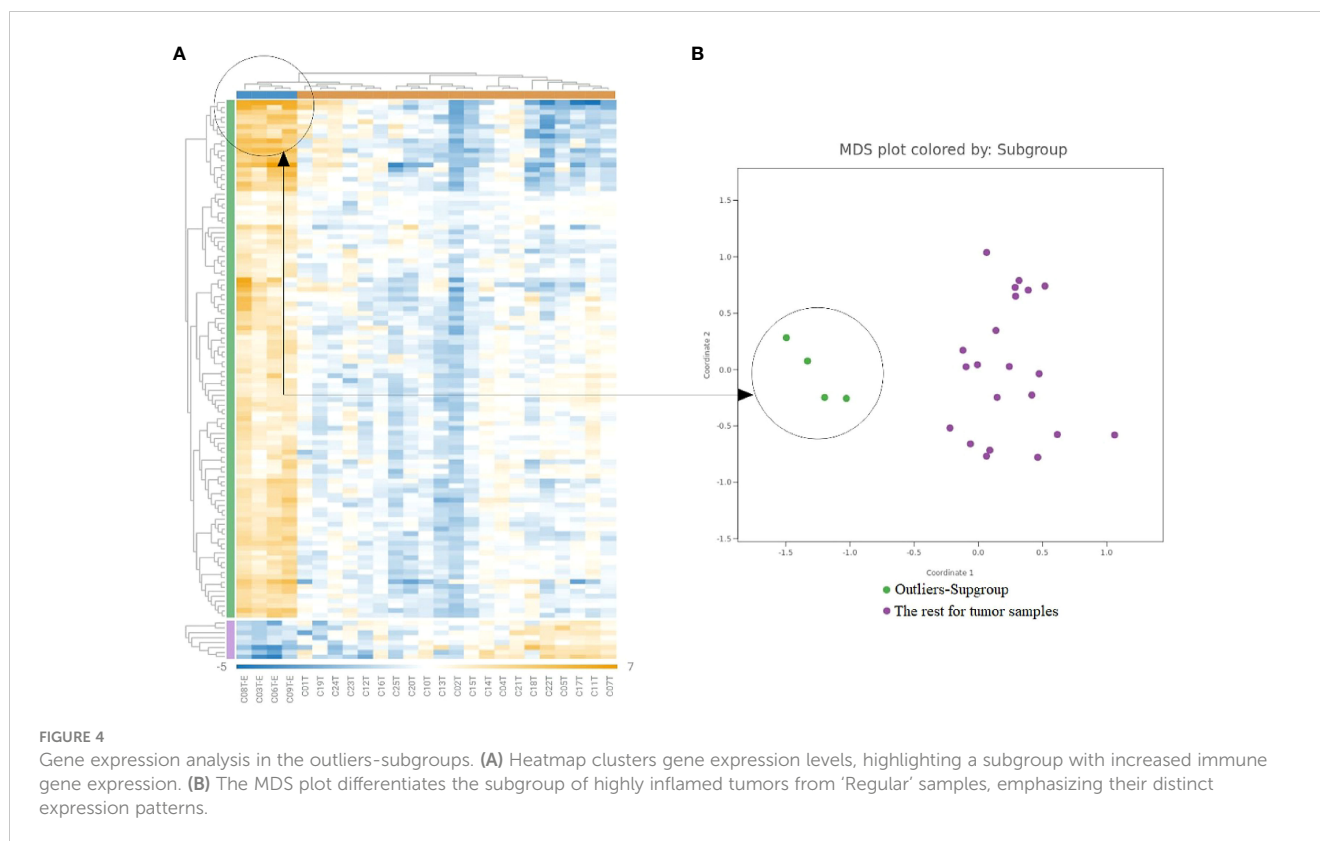 A
B
MDS plot colored by: Subgroup
1.5
1.0
0.5
0.0
-0.5
-1.0
-1.5
Coordinate 2
-1.5 -1.0 -0.5 0.0 0.5 1.0
Coordinate 1
Outliers-Supgroup
The rest for tumor samples
-5 7
C08T-E C03T-E C06T-E C09T-E C01T C19T C24T C23T C12T C16T C25T C20T C10T C13T C02T C15T C14T C04T C21T C18T C22T C05T C17T C11T C07T
FIGURE 4
Gene expression analysis in the outliers-subgroups. (A) Heatmap clusters gene expression levels, highlighting a subgroup with increased immune
gene expression. (B) The MDS plot differentiates the subgroup of highly inflamed tumors from ‘Regular’ samples, emphasizing their distinct
expression patterns.